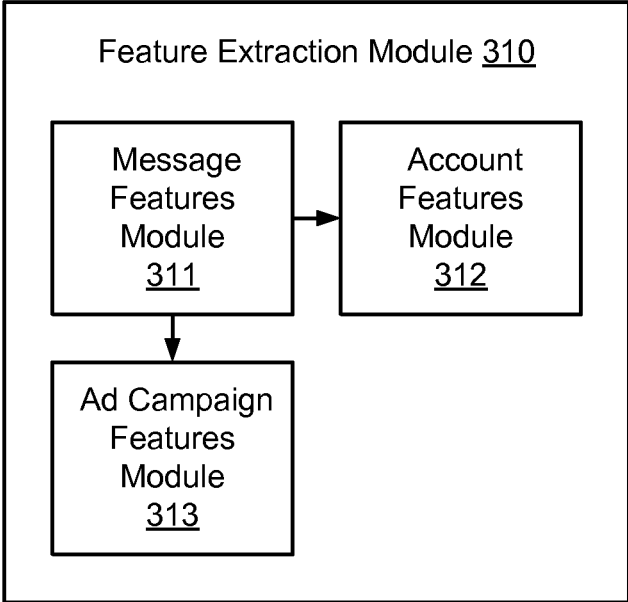 Feature Extraction Module 310
Message
Features
Module
311
Account
Features
Module
312
Ad Campaign
Features
Module
313